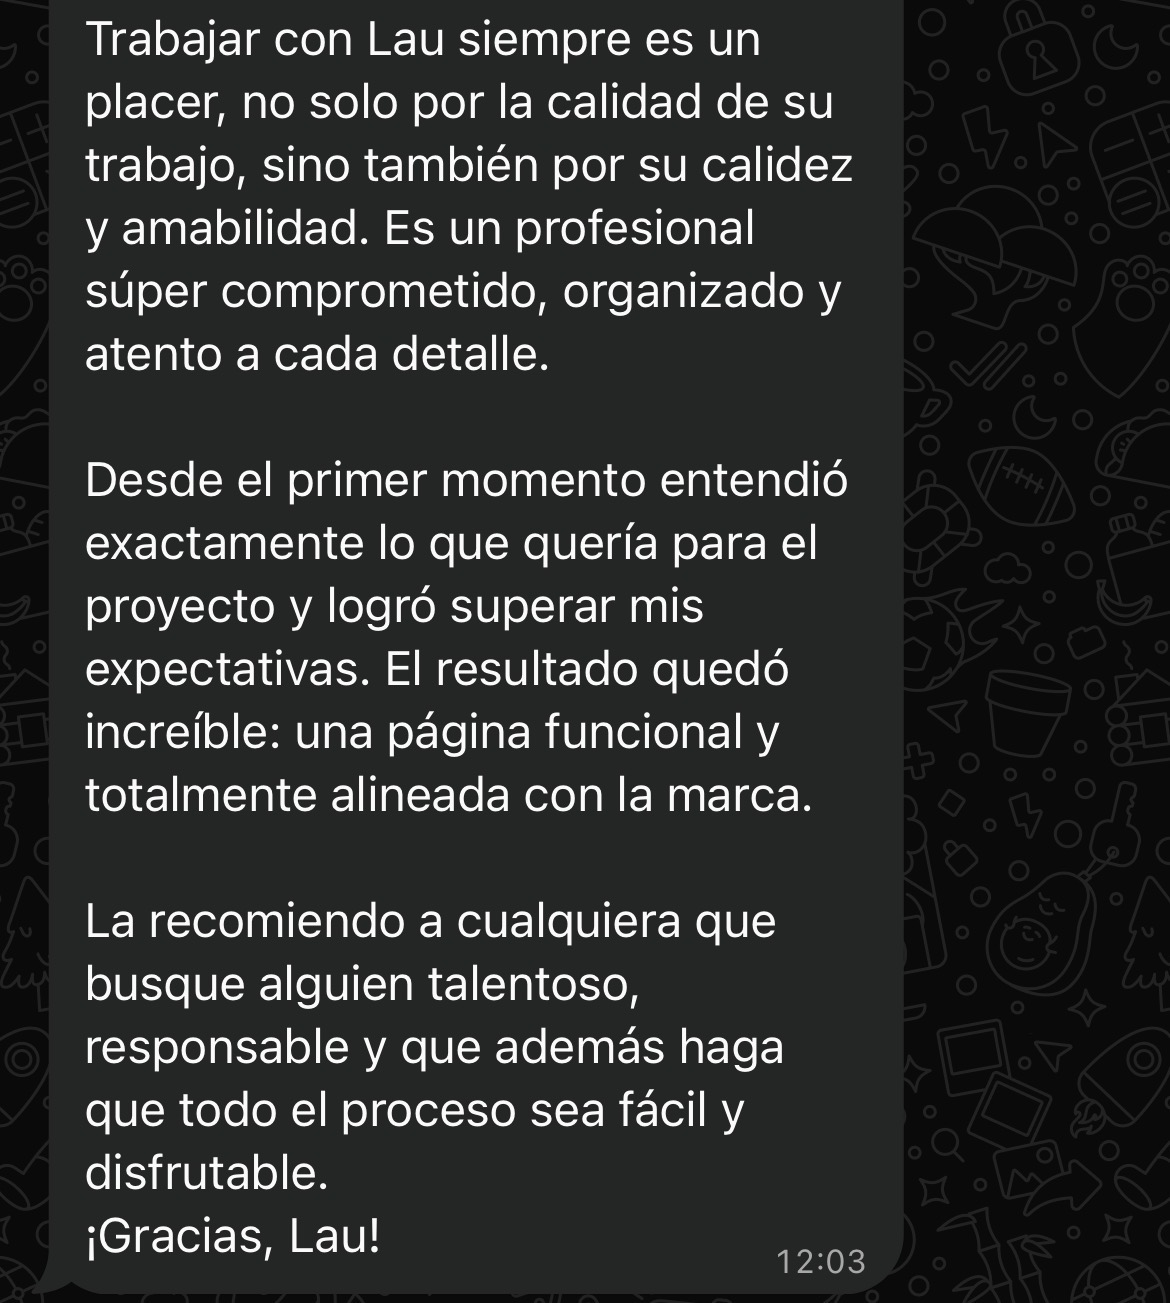 Trabajar con Lau siempre es un
placer, no solo por la calidad de su
trabajo, sino también por su calidez
y amabilidad. Es un profesional
súper comprometido, organizado y
atento a cada detalle.
Desde el primer momento entendió
exactamente lo que quería para el
proyecto y logró superar mis
expectativas. El resultado quedó
increíble: una página funcional y
totalmente alineada con la marca.
La recomiendo a cualquiera que
busque alguien talentoso,
responsable y que además haga
que todo el proceso sea fácil y
disfrutable.
¡Gracias, Lau!
12:03